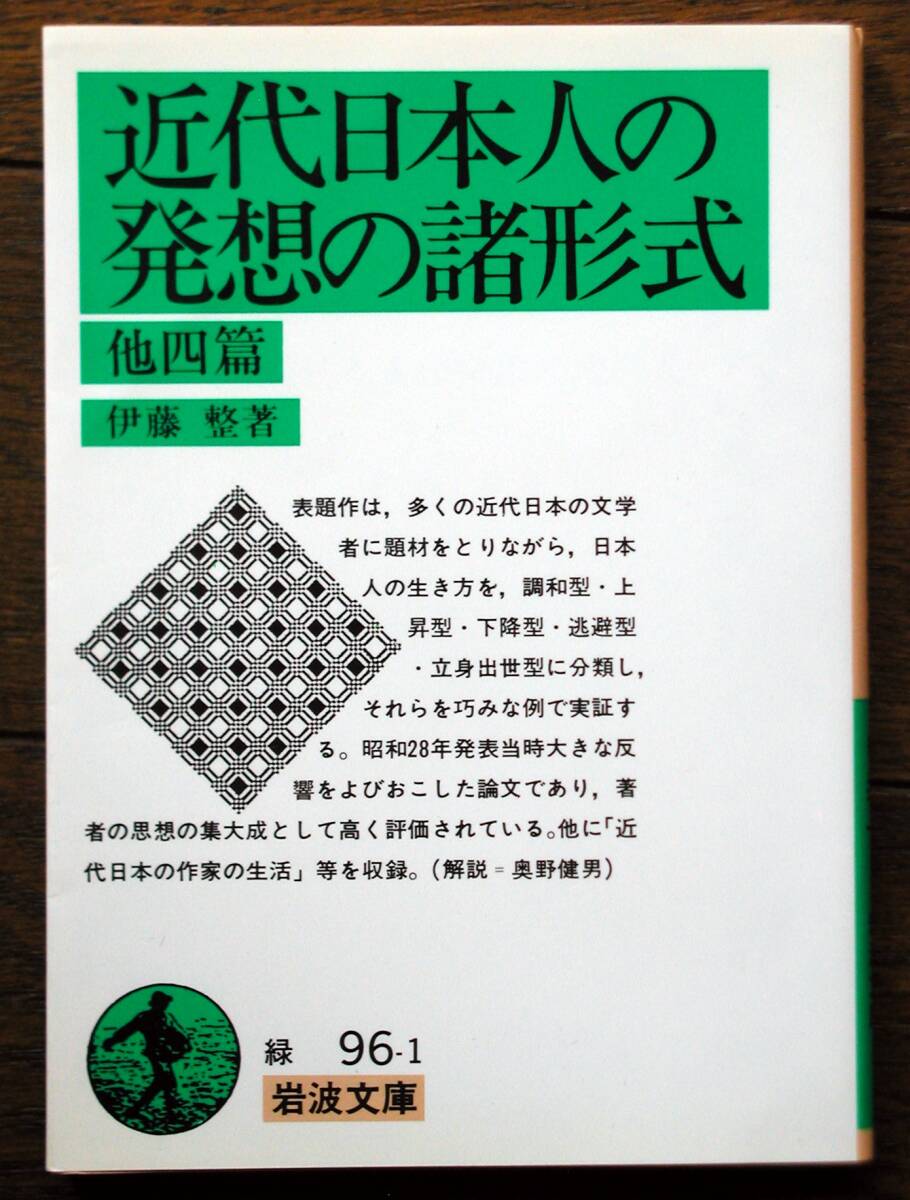 近代日本人の
発想の諸形式
他四篇
伊藤 整著
表題作は，多くの近代日本の文学
者に題材をとりながら，日本
人の生き方を，調和型・上
昇型・下降型・逃避型
・立身出世型に分類し，
それらを巧みな例で実証す
る。昭和28年発表当時大きな反
響をよびおこした論文であり，著
者の思想の集大成として高く評価されている。他に「近
代日本の作家の生活」等を収録。(解説＝奥野健男)
緑 96-1
岩波文庫